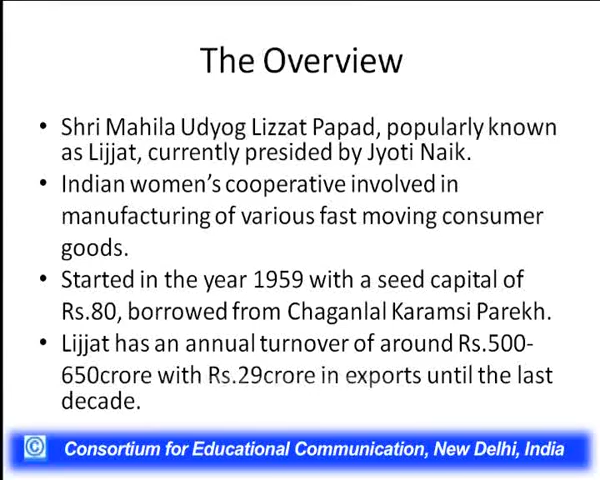 The Overview
• Shri Mahila Udyog Lizzat Papad, popularly known
as Lijjat, currently presided by Jyoti Naik.
• Indian women's cooperative involved in
manufacturing of various fast moving consumer
goods.
• Started in the year 1959 with a seed capital of
Rs.80, borrowed from Chaganlal Karamsi Parekh.
• Lijjat has an annual turnover of around Rs.500-
650crore with Rs.29crore in exports until the last
decade.
© Consortium for Educational Communication, New Delhi, India